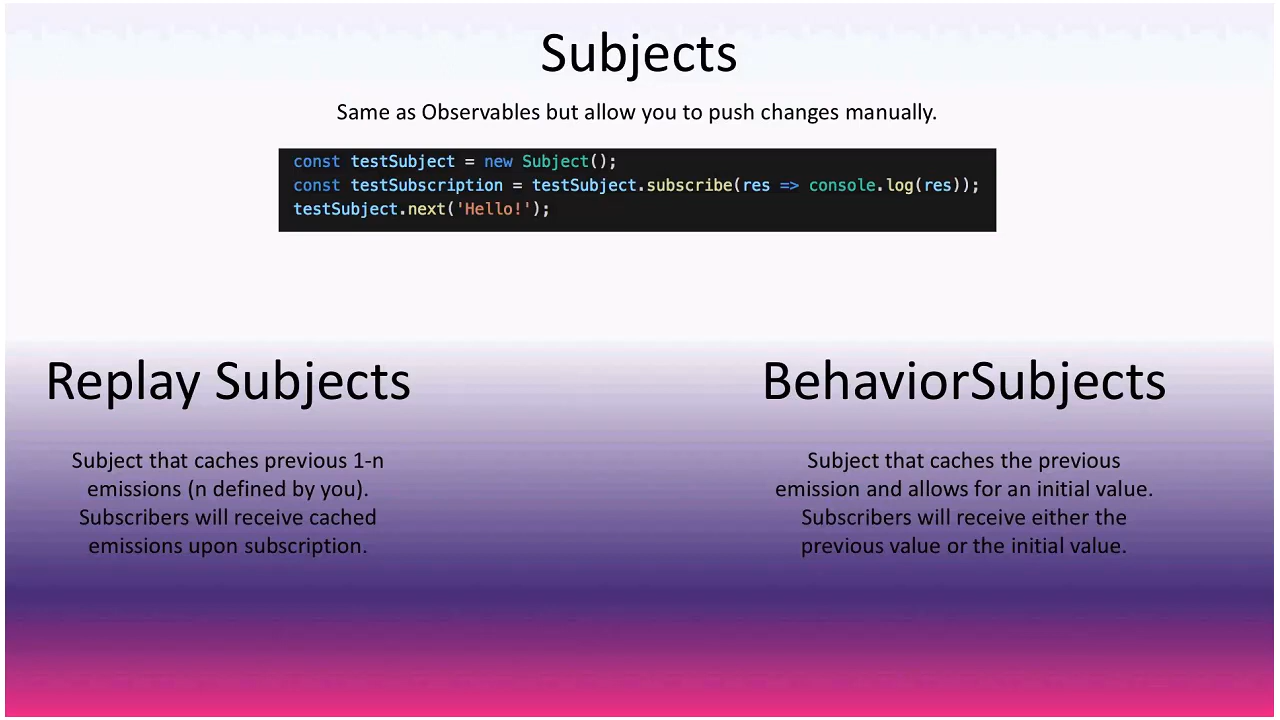 Subjects
Same as Observables but allow you to push changes manually.
const testSubject = new Subject();
const testSubscription = testSubject.subscribe(res => console.log(res));
testSubject.next('Hello!');
Replay Subjects
Subject that caches previous 1-n
emissions (n defined by you).
Subscribers will receive cached
emissions upon subscription.
BehaviorSubjects
Subject that caches the previous
emission and allows for an initial value.
Subscribers will receive either the
previous value or the initial value.